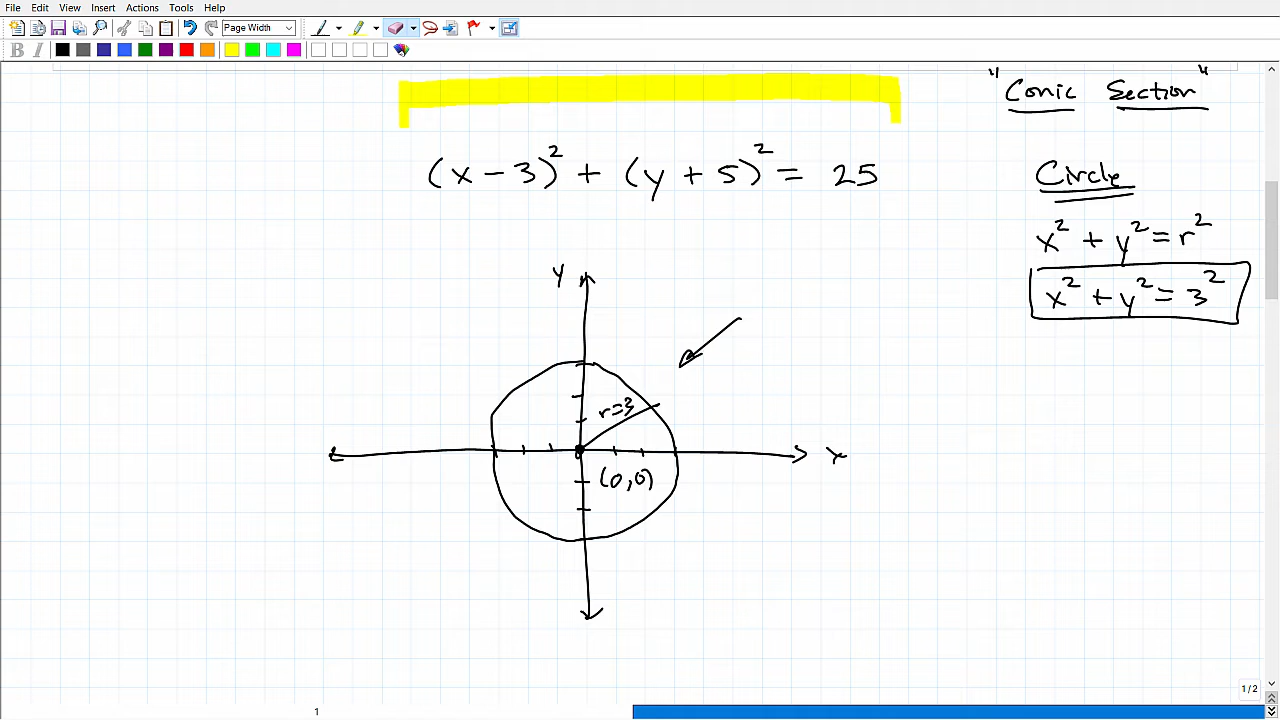 File Edit View Insert Actions Tools Help
Page Width
B I
"Conic Section"
(x - 3)² + (y + 5)² = 25
Circle
x² + y² = r²
x² + y² = 3²
y
r=3
x
(0,0)
1/2
1